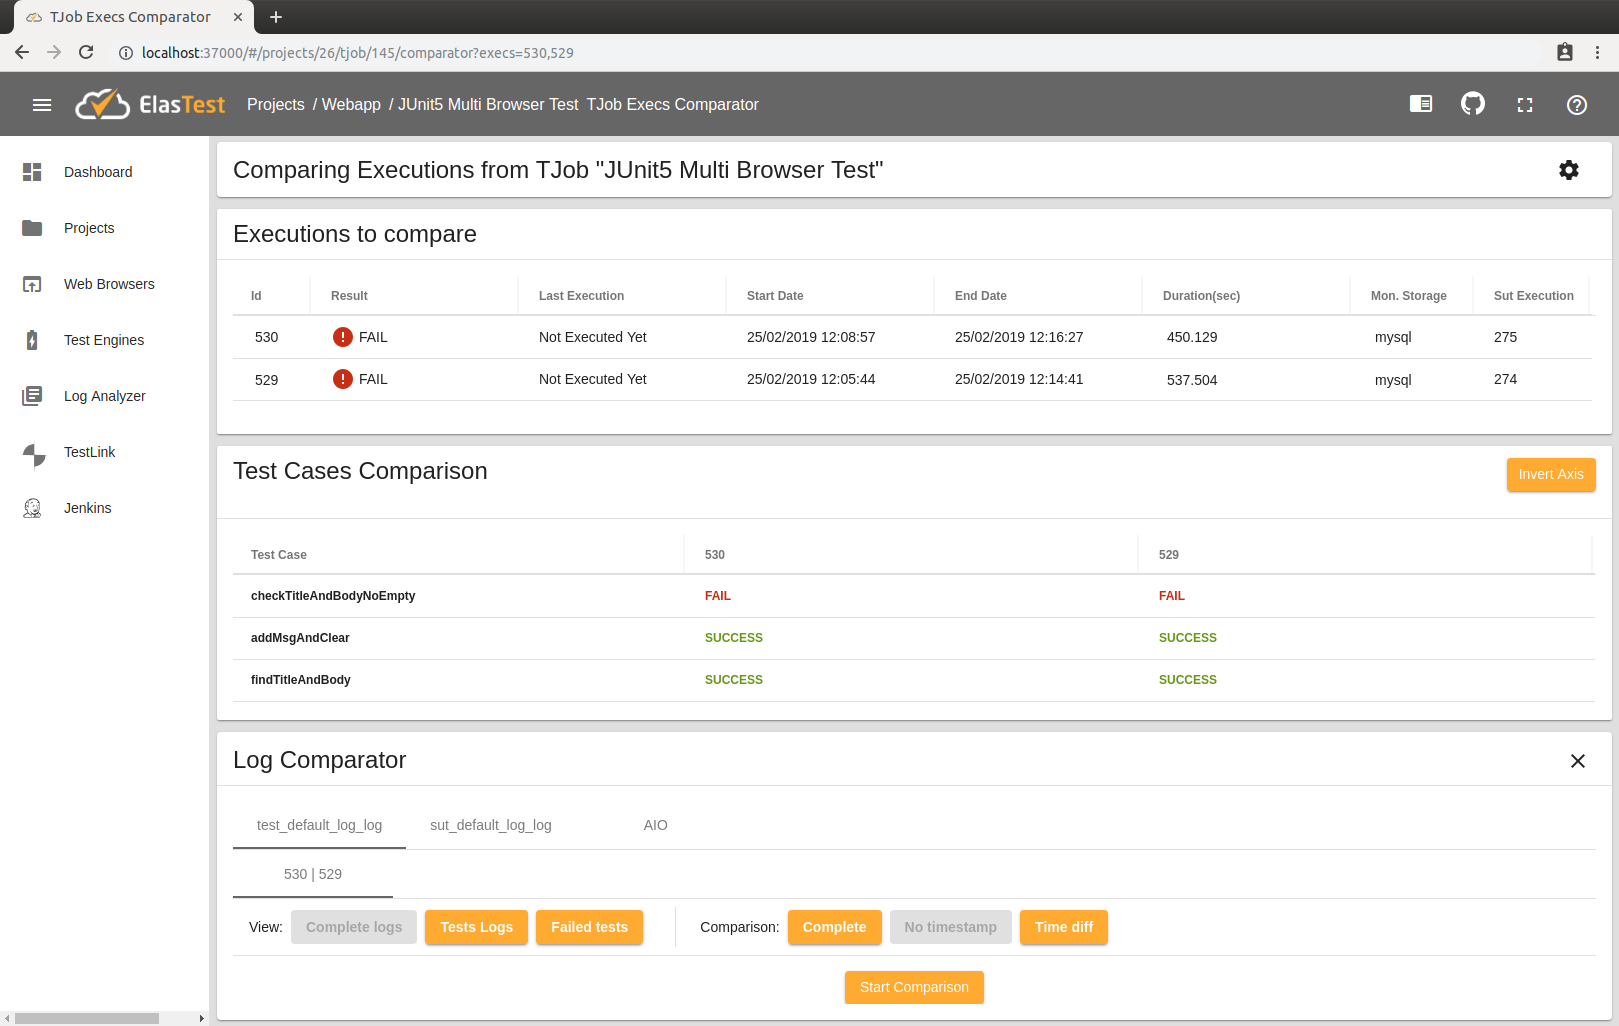 TJob Execs Comparator
localhost:37000/#/projects/26/tjob/145/comparator?execs=530,529
ElasTest Projects / Webapp / JUnit5 Multi Browser Test TJob Execs Comparator
Dashboard
Projects
Web Browsers
Test Engines
Log Analyzer
TestLink
Jenkins
Comparing Executions from TJob "JUnit5 Multi Browser Test"
Executions to compare
Id Result Last Execution Start Date End Date Duration(sec) Mon. Storage Sut Execution
530 FAIL Not Executed Yet 25/02/2019 12:08:57 25/02/2019 12:16:27 450.129 mysql 275
529 FAIL Not Executed Yet 25/02/2019 12:05:44 25/02/2019 12:14:41 537.504 mysql 274
Test Cases Comparison
Invert Axis
Test Case 530 529
checkTitleAndBodyNoEmpty FAIL FAIL
addMsgAndClear SUCCESS SUCCESS
findTitleAndBody SUCCESS SUCCESS
Log Comparator
test_default_log_log sut_default_log_log AIO
530 | 529
View: Complete logs Tests Logs Failed tests Comparison: Complete No timestamp Time diff
Start Comparison